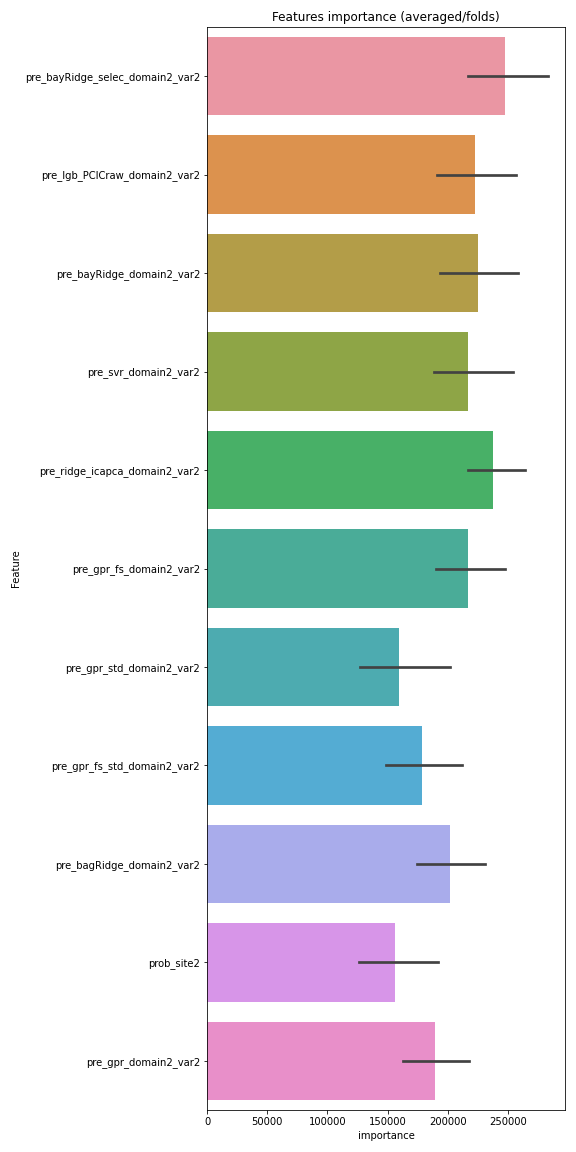 Features importance (averaged/folds)
pre_bayRidge_selec_domain2_var2
pre_lgb_PCICraw_domain2_var2
pre_bayRidge_domain2_var2
pre_svr_domain2_var2
pre_ridge_icapca_domain2_var2
pre_gpr_fs_domain2_var2
pre_gpr_std_domain2_var2
pre_gpr_fs_std_domain2_var2
pre_bagRidge_domain2_var2
prob_site2
pre_gpr_domain2_var2
Feature
0 50000 100000 150000 200000 250000
importance